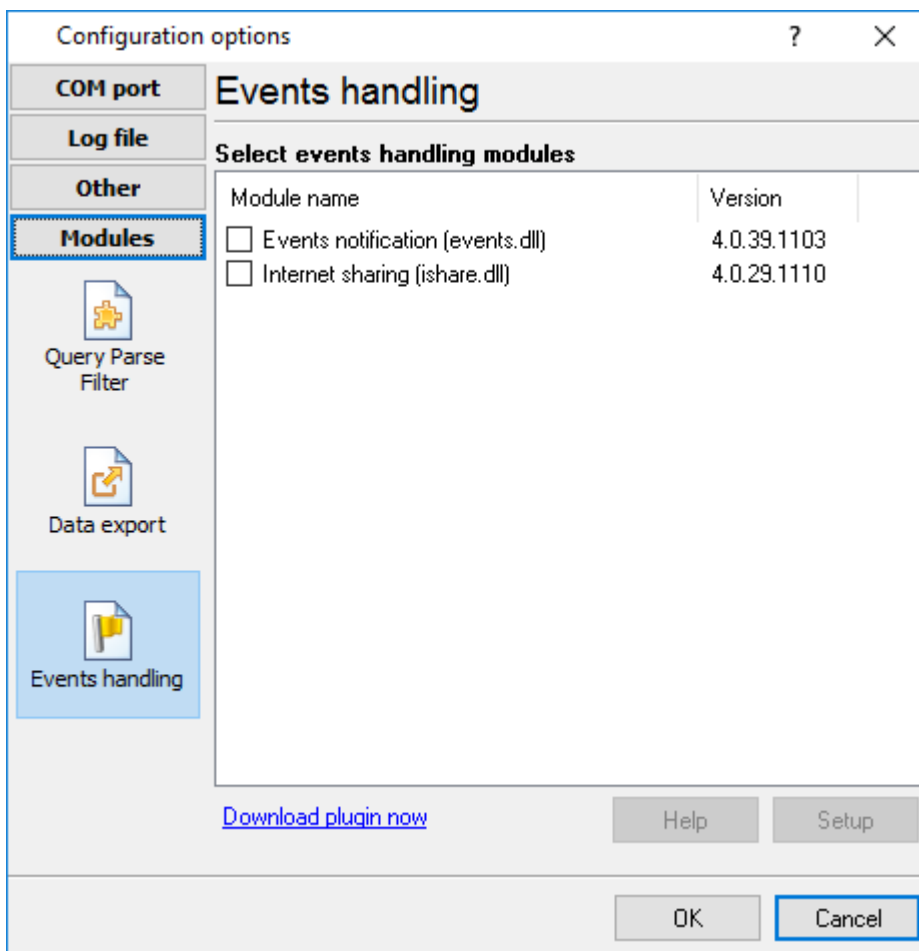 Configuration options
?
COM port
Log file
Other
Modules
Query Parse
Filter
Data export
Events handling
Events handling
Select events handling modules
Module name Version
Events notification (events.dll) 4.0.39.1103
Internet sharing (ishare.dll) 4.0.29.1110
Download plugin now
Help
Setup
OK
Cancel